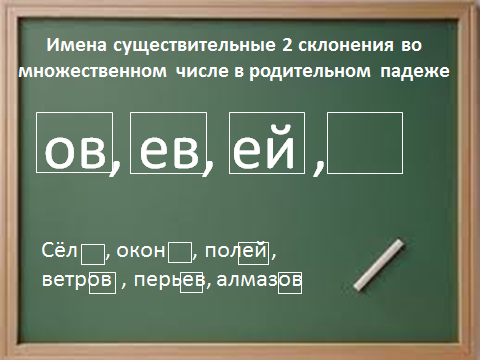 Имена существительные 2 склонения во
множественном числе в родительном падеже
ов, ев, ей ,
Сёл , окон , полей ,
ветров , перьев, алмазов